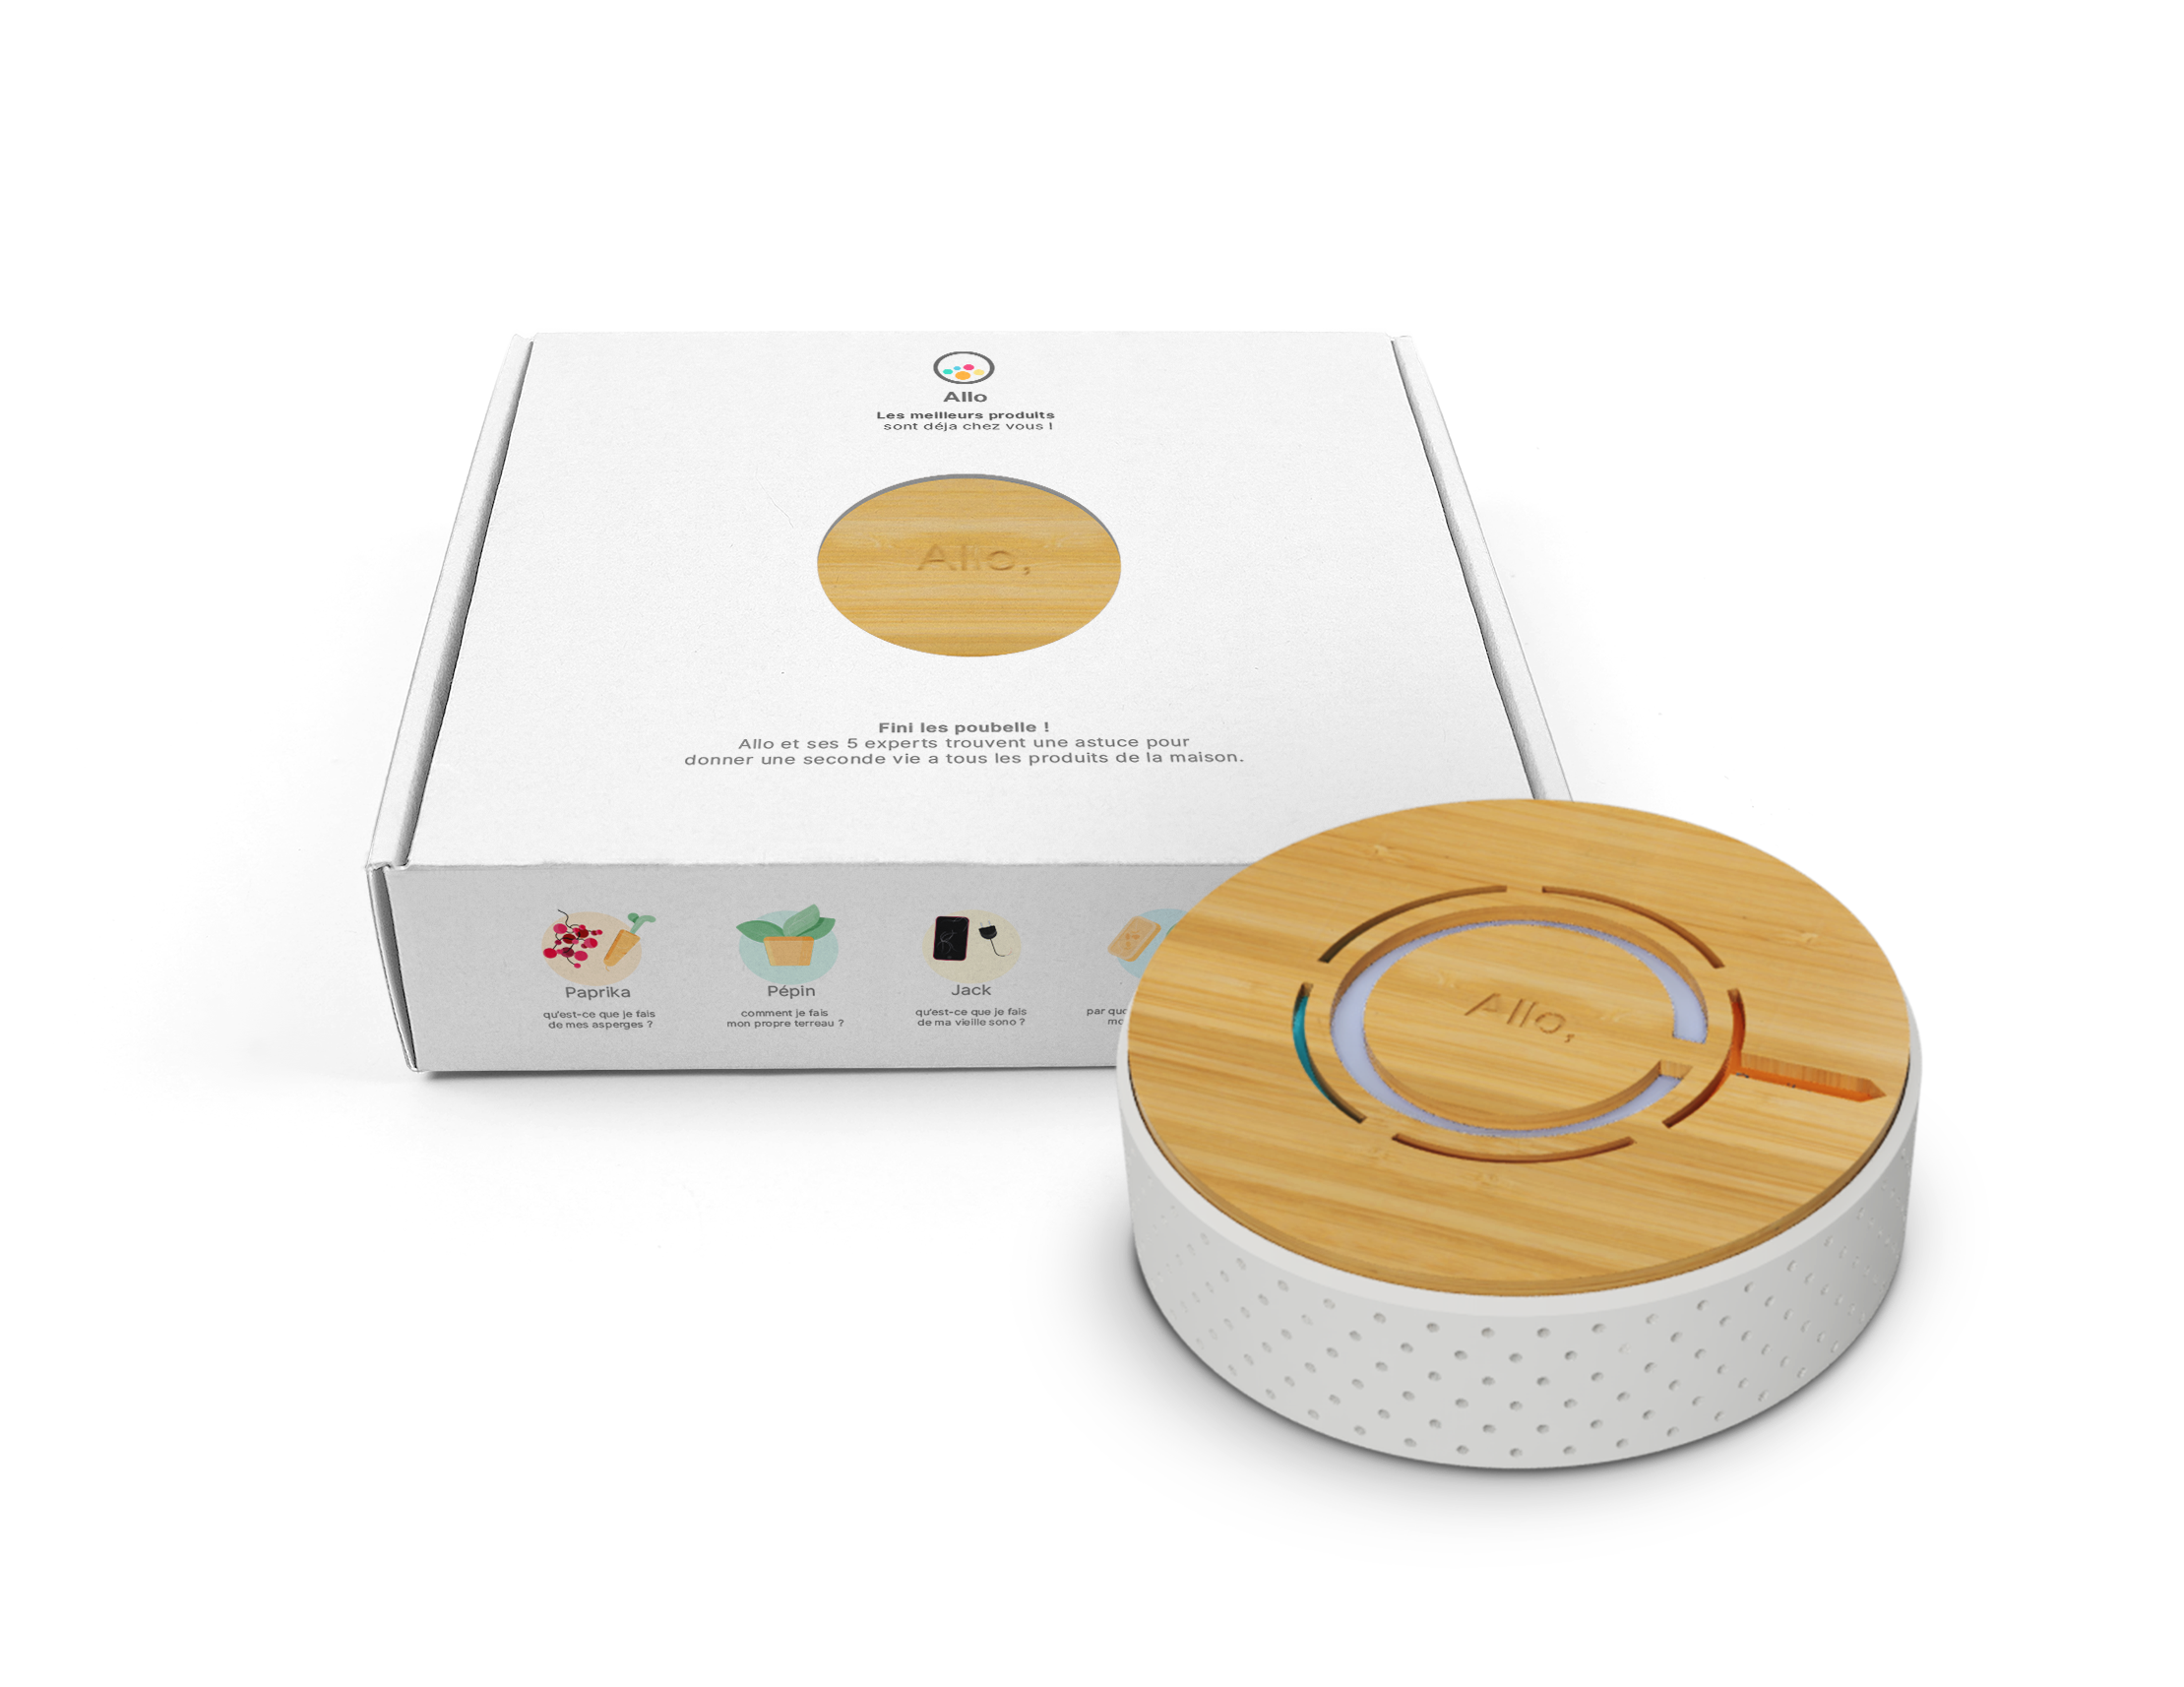 Allo
Les meilleurs produits
sont déja chez vous !
Allo,
Fini les poubelle !
Allo et ses 5 experts trouvent une astuce pour
donner une seconde vie a tous les produits de la maison.
Paprika
qu'est-ce que je fais
de mes asperges ?
Pépin
comment je fais
mon propre terreau ?
Jack
qu'est-ce que je fais
de ma vieille sono ?
par
Allo,